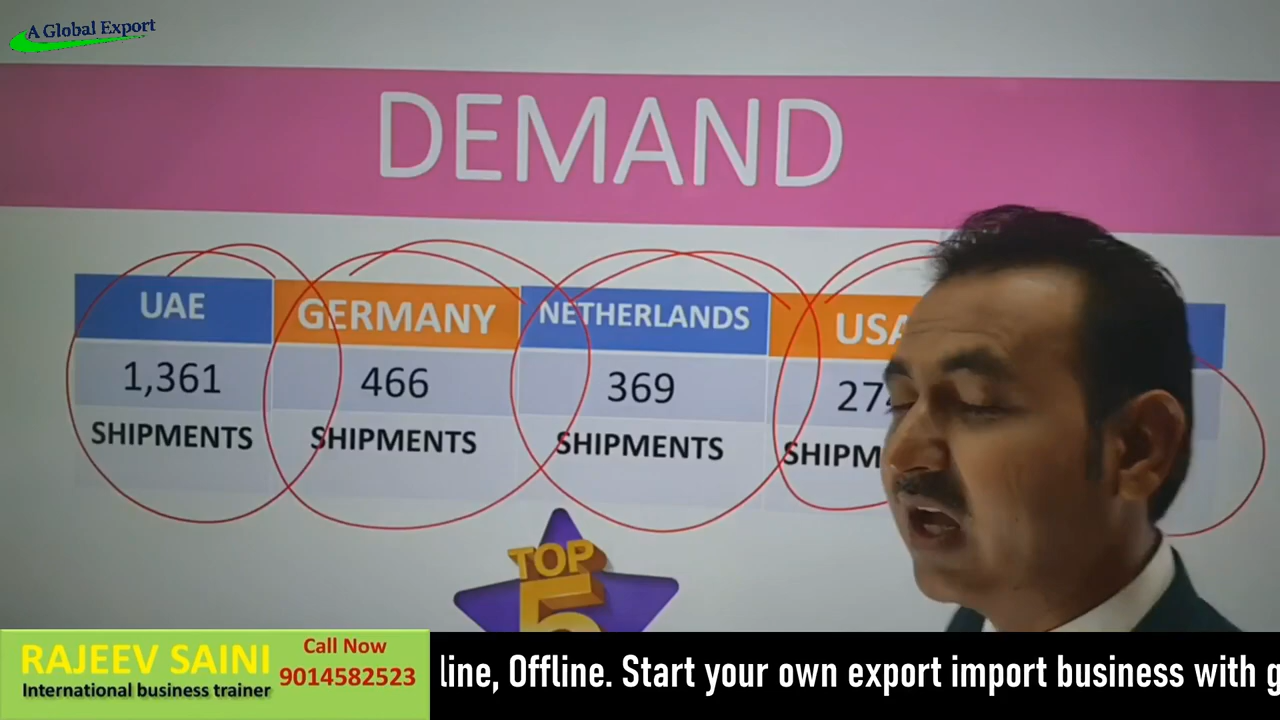 A Global Export
DEMAND
UAE
GERMANY
NETHERLANDS
USA
1,361
466
369
SHIPMENTS
SHIPMENTS
SHIPMENTS
TOP
5
RAJEEV SAINI
International business trainer
Call Now
9014582523
Offline. Start your own export import business with